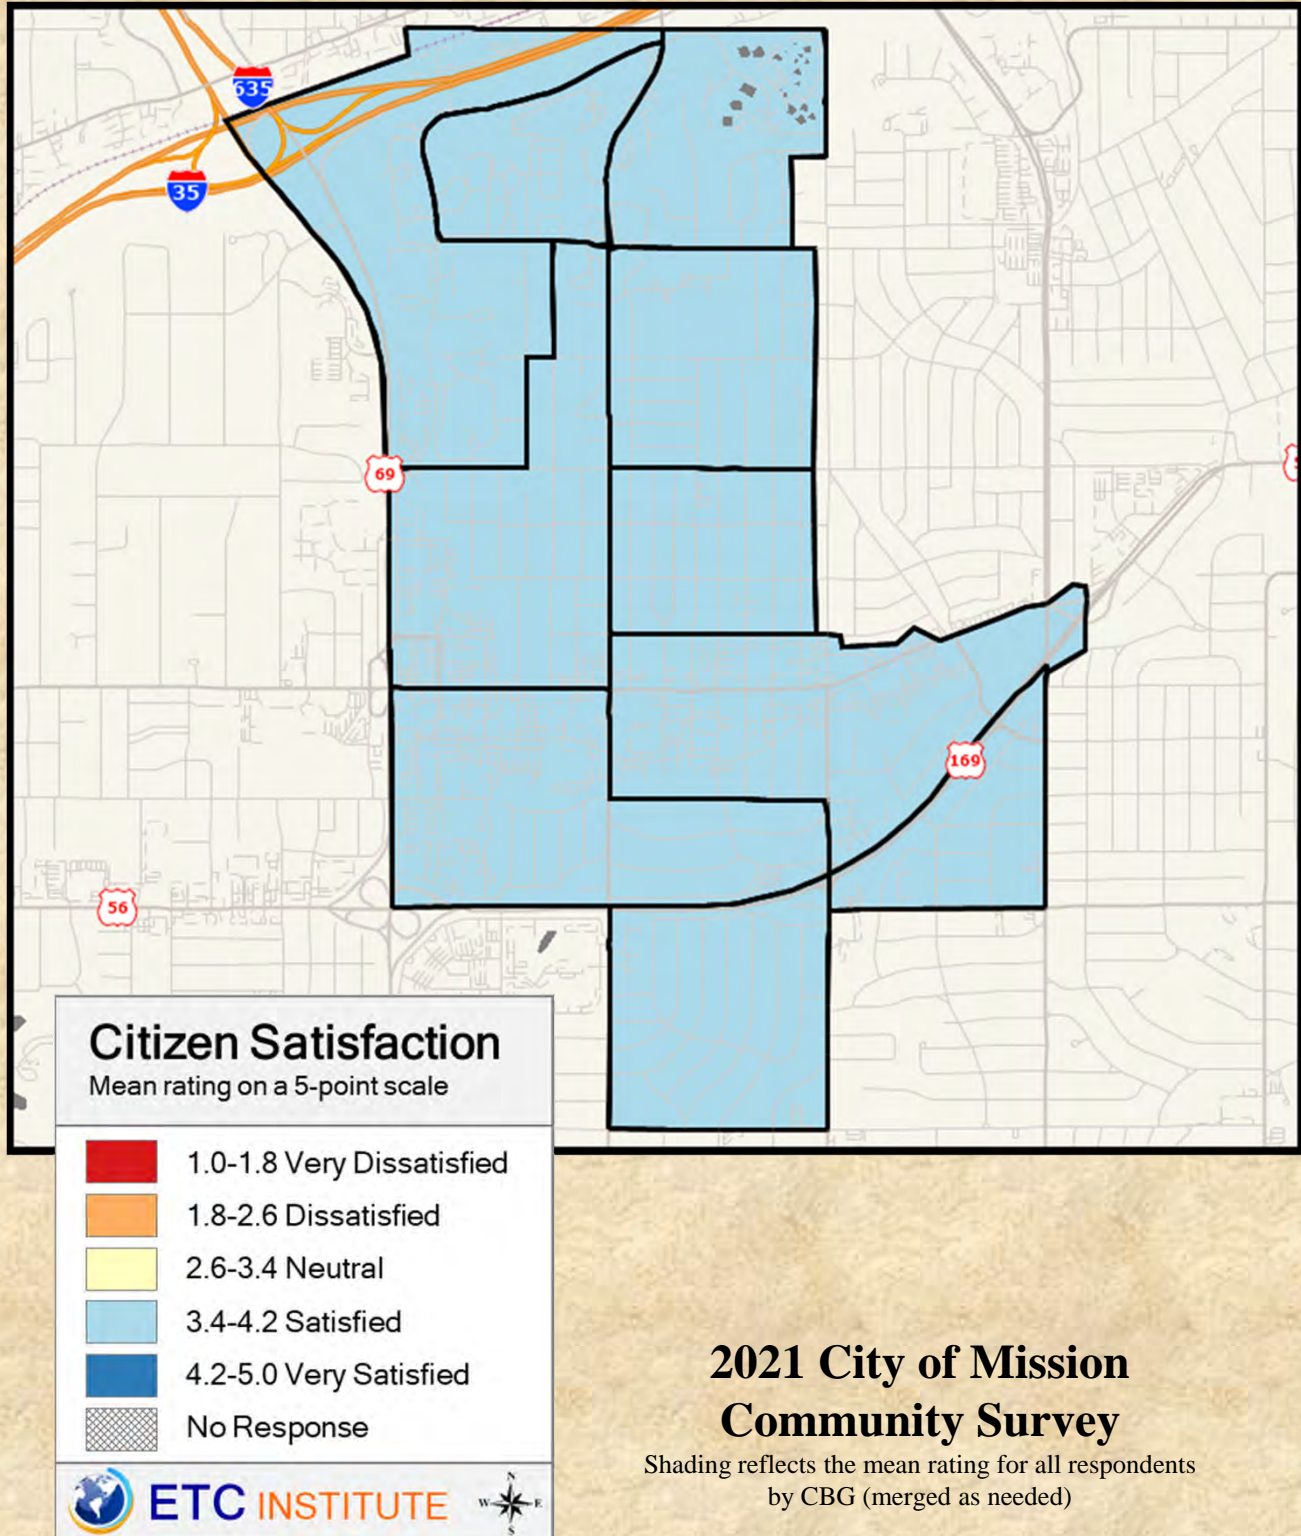 635
35
69
169
56
Citizen Satisfaction
Mean rating on a 5-point scale
1.0-1.8 Very Dissatisfied
1.8-2.6 Dissatisfied
2.6-3.4 Neutral
3.4-4.2 Satisfied
4.2-5.0 Very Satisfied
No Response
ETC INSTITUTE
N
W E
S
2021 City of Mission
Community Survey
Shading reflects the mean rating for all respondents
by CBG (merged as needed)